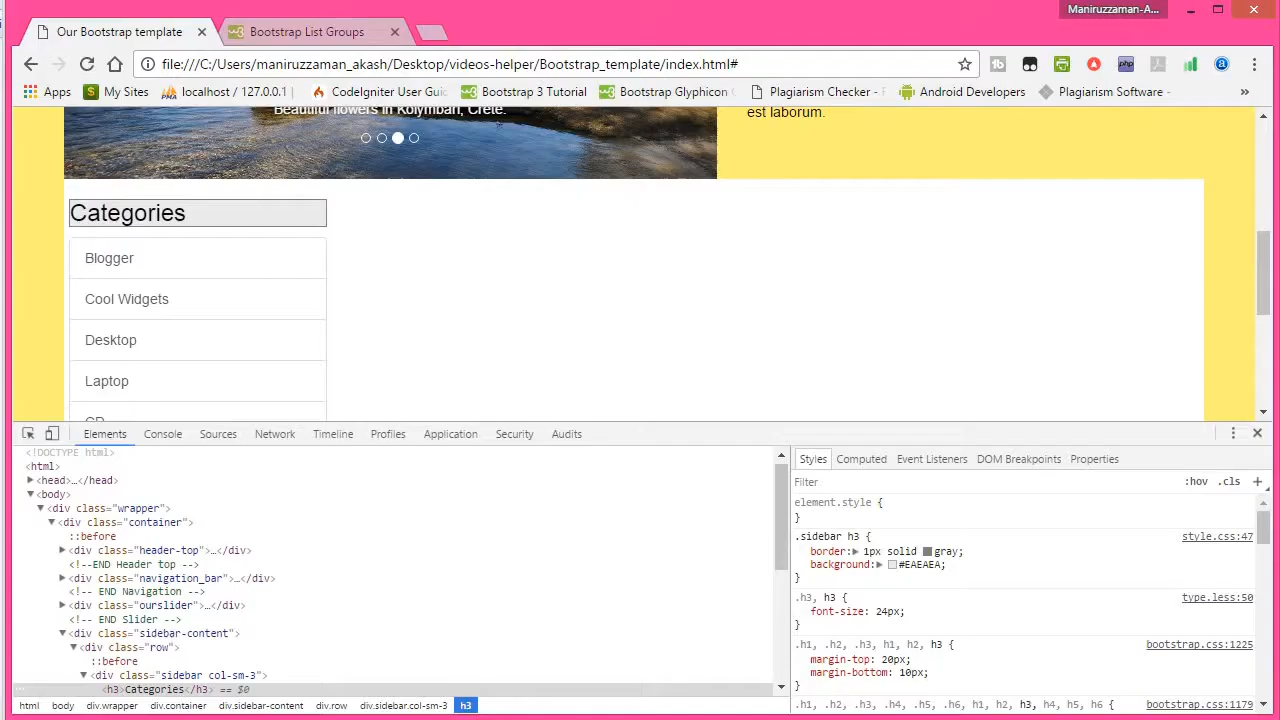 Maniruzzaman-A...
Our Bootstrap template
Bootstrap List Groups
file:///C:/Users/maniruzzaman_akash/Desktop/videos-helper/Bootstrap_template/index.html#
Apps
My Sites
localhost / 127.0.0.1
CodeIgniter User Guid
Bootstrap 3 Tutorial
Bootstrap Glyphicon
Plagiarism Checker -
Android Developers
Plagiarism Software -
»
Beautiful flowers in Kolymbari, Crete.
est laborum.
Categories
Blogger
Cool Widgets
Desktop
Laptop
Elements Console Sources Network Timeline Profiles Application Security Audits
<!DOCTYPE html>
<html>
<head>…</head>
<body>
<div class="wrapper">
<div class="container">
::before
<div class="header-top">…</div>
<!--END Header top -->
<div class="navigation_bar">…</div>
<!-- END Navigation -->
<div class="ourslider">…</div>
<!-- END Slider -->
<div class="sidebar-content">
<div class="row">
::before
<div class="sidebar col-sm-3">
<h3>Categories</h3> == $0
html body div.wrapper div.container div.sidebar-content div.row div.sidebar.col-sm-3 h3
Styles Computed Event Listeners DOM Breakpoints Properties
Filter :hov .cls +
element.style {
}
.sidebar h3 { style.css:47
border: 1px solid gray;
background: #EAEAEA;
}
.h3, h3 { type.less:50
font-size: 24px;
}
.h1, .h2, .h3, h1, h2, h3 { bootstrap.css:1225
margin-top: 20px;
margin-bottom: 10px;
}
.h1, .h2, .h3, .h4, .h5, .h6, h1, h2, h3, h4, h5, h6 { bootstrap.css:1179